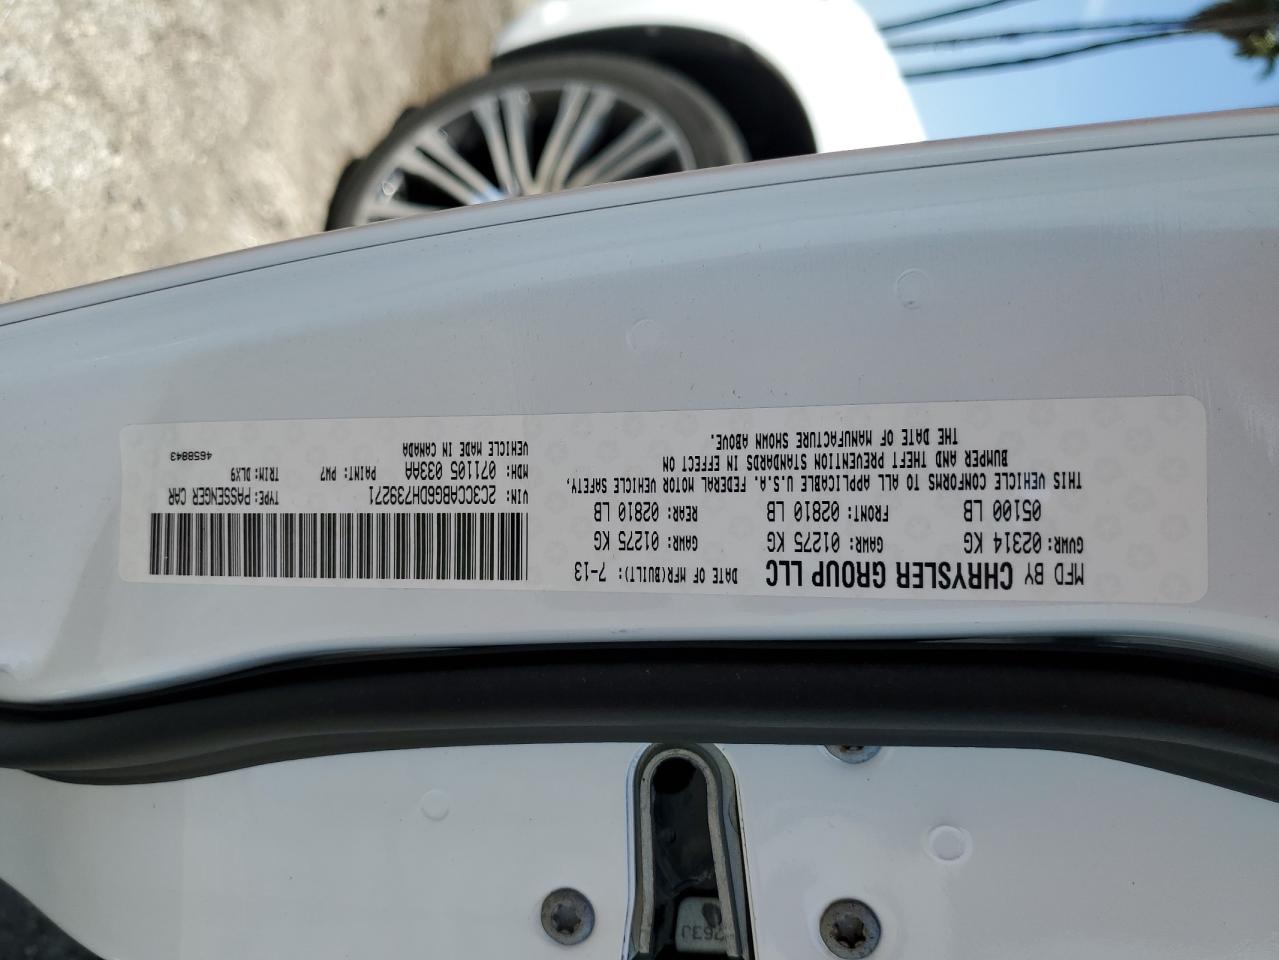 MFD BY CHRYSLER GROUP LLC DATE OF MFR(BUILT): 7-13
GVWR: 02314 KG GAWR: 01275 KG GAWR: 01275 KG
05100 LB FRONT: 02810 LB REAR: 02810 LB
THIS VEHICLE CONFORMS TO ALL APPLICABLE U.S.A. FEDERAL MOTOR VEHICLE SAFETY,
BUMPER AND THEFT PREVENTION STANDARDS IN EFFECT ON
THE DATE OF MANUFACTURE SHOWN ABOVE.
VIN: 2C3CCABG6DH739271 TYPE: PASSENGER CAR
MDH: 071105 033AA PAINT: PW7 TRIM: DLX9
VEHICLE MADE IN CANADA 4658843